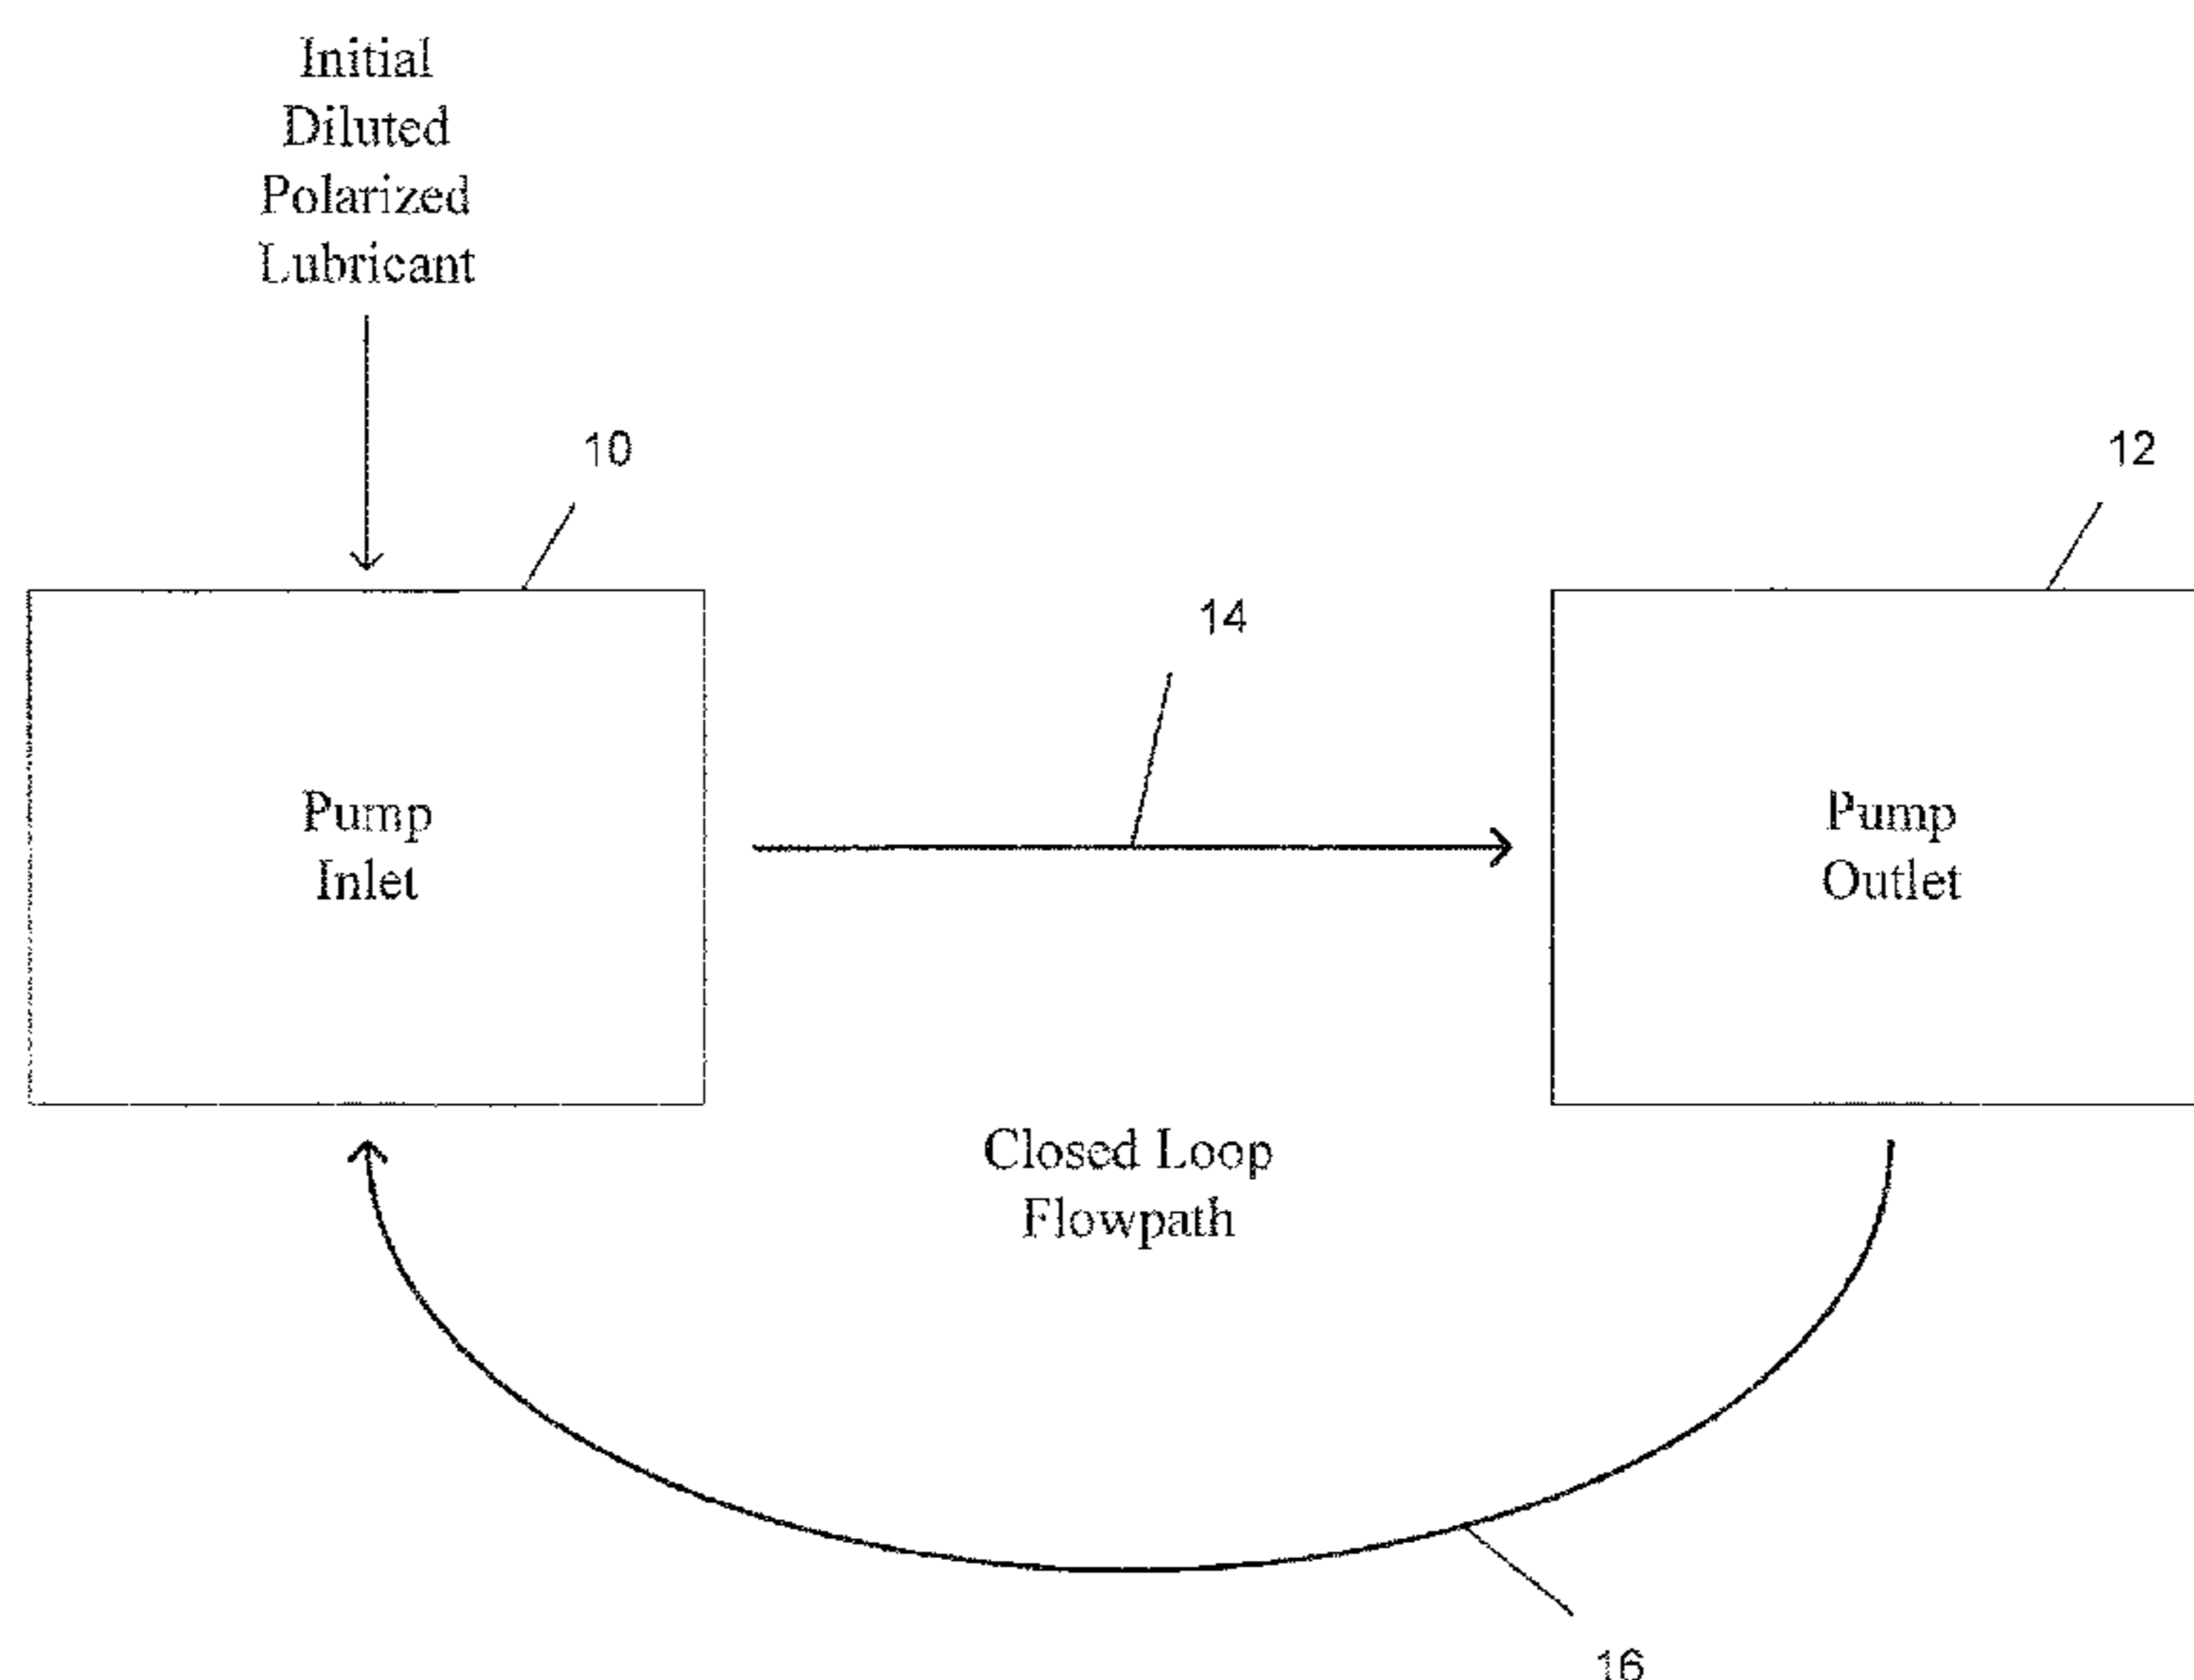 Initial
Diluted
Polarized
Lubricant
10
12
14
Pump
Inlet
Pump
Outlet
Closed Loop
Flowpath
16